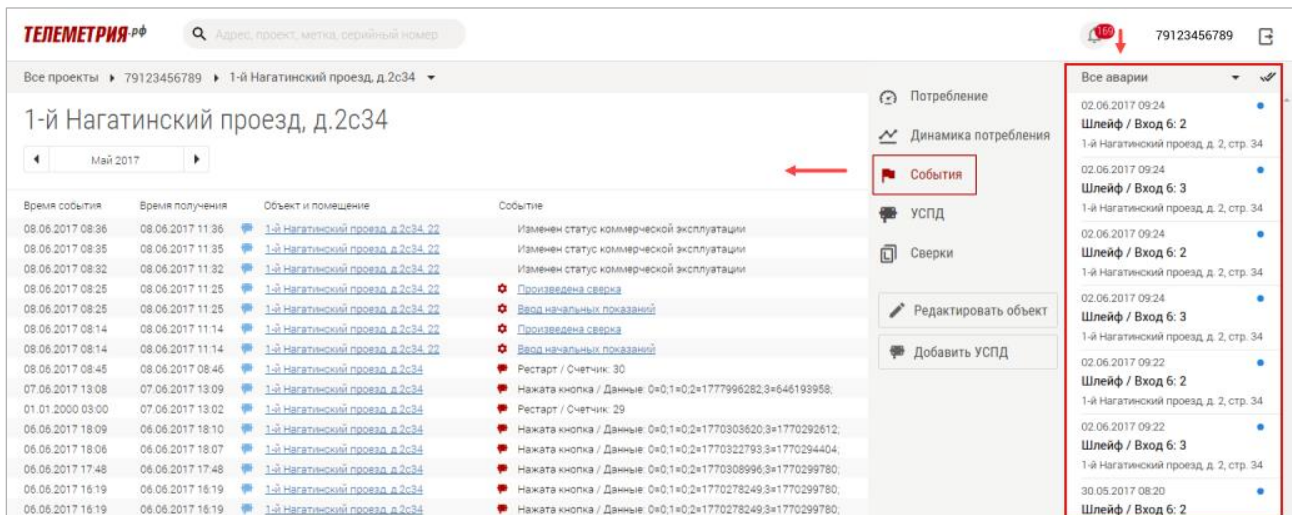 ТЕЛЕМЕТРИЯ.РФ
Адрес, проект, метка, серийный номер
169
79123456789
Все проекты ▸ 79123456789 ▸ 1-й Нагатинский проезд, д.2с34
1-й Нагатинский проезд, д.2с34
Май 2017
Время события Время получения Объект и помещение Событие
08.06.2017 08:36 08.06.2017 11:36 1-й Нагатинский проезд, д.2с34, 22 Изменен статус коммерческой эксплуатации
08.06.2017 08:35 08.06.2017 11:35 1-й Нагатинский проезд, д.2с34, 22 Изменен статус коммерческой эксплуатации
08.06.2017 08:32 08.06.2017 11:32 1-й Нагатинский проезд, д.2с34, 22 Изменен статус коммерческой эксплуатации
08.06.2017 08:25 08.06.2017 11:25 1-й Нагатинский проезд, д.2с34, 22 Произведена сверка
08.06.2017 08:25 08.06.2017 11:25 1-й Нагатинский проезд, д.2с34, 22 Ввод начальных показаний
08.06.2017 08:14 08.06.2017 11:14 1-й Нагатинский проезд, д.2с34, 22 Произведена сверка
08.06.2017 08:14 08.06.2017 11:14 1-й Нагатинский проезд, д.2с34, 22 Ввод начальных показаний
08.06.2017 08:45 08.06.2017 08:46 1-й Нагатинский проезд, д.2с34 Рестарт / Счетчик: 30
07.06.2017 13:08 07.06.2017 13:09 1-й Нагатинский проезд, д.2с34 Нажата кнопка / Данные: 0=0;1=0;2=1777996282;3=646193958;
01.01.2000 03:00 07.06.2017 13:02 1-й Нагатинский проезд, д.2с34 Рестарт / Счетчик: 29
06.06.2017 18:09 06.06.2017 18:10 1-й Нагатинский проезд, д.2с34 Нажата кнопка / Данные: 0=0;1=0;2=1770303620;3=1770292612;
06.06.2017 18:06 06.06.2017 18:07 1-й Нагатинский проезд, д.2с34 Нажата кнопка / Данные: 0=0;1=0;2=1770322793;3=1770294404;
06.06.2017 17:48 06.06.2017 17:48 1-й Нагатинский проезд, д.2с34 Нажата кнопка / Данные: 0=0;1=0;2=1770308996;3=1770299780;
06.06.2017 16:19 06.06.2017 16:19 1-й Нагатинский проезд, д.2с34 Нажата кнопка / Данные: 0=0;1=0;2=1770278249;3=1770299780;
06.06.2017 16:19 06.06.2017 16:19 1-й Нагатинский проезд, д.2с34 Нажата кнопка / Данные: 0=0;1=0;2=1770278249;3=1770299780;
Потребление
Динамика потребления
События
УСПД
Сверки
Редактировать объект
Добавить УСПД
Все аварии
02.06.2017 09:24
Шлейф / Вход 6: 2
1-й Нагатинский проезд, д. 2, стр. 34
02.06.2017 09:24
Шлейф / Вход 6: 3
1-й Нагатинский проезд, д. 2, стр. 34
02.06.2017 09:24
Шлейф / Вход 6: 2
1-й Нагатинский проезд, д. 2, стр. 34
02.06.2017 09:24
Шлейф / Вход 6: 3
1-й Нагатинский проезд, д. 2, стр. 34
02.06.2017 09:22
Шлейф / Вход 6: 2
1-й Нагатинский проезд, д. 2, стр. 34
02.06.2017 09:22
Шлейф / Вход 6: 3
1-й Нагатинский проезд, д. 2, стр. 34
30.05.2017 08:20
Шлейф / Вход 6: 2